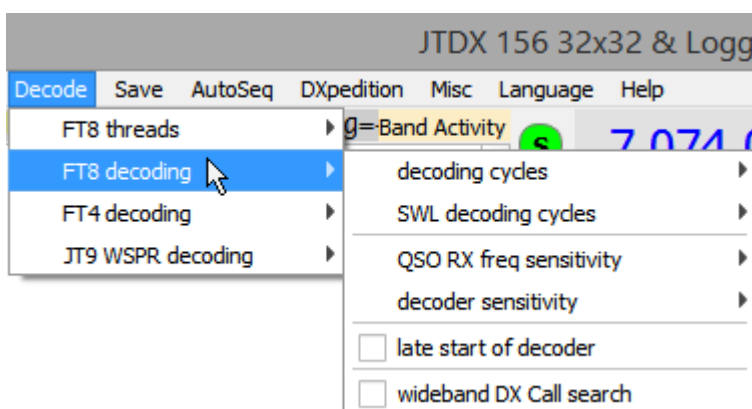 JTDX 156 32x32 & Logg
Decode Save AutoSeq DXpedition Misc Language Help
FT8 threads
g=-Band Activity
S
7,074
FT8 decoding
decoding cycles
FT4 decoding
SWL decoding cycles
JT9 WSPR decoding
QSO RX freq sensitivity
decoder sensitivity
late start of decoder
wideband DX Call search